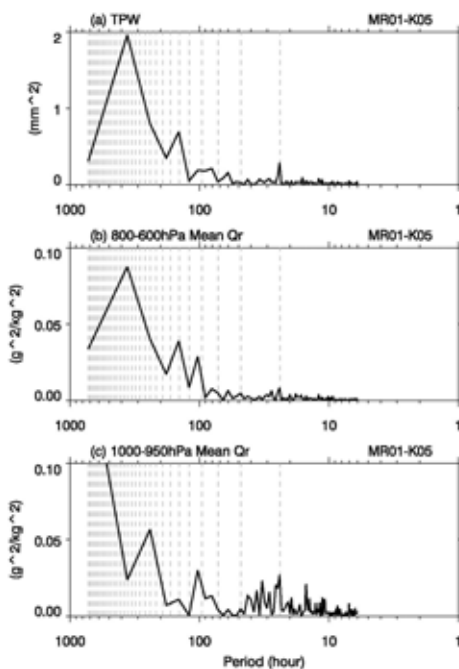 (a) TPW MR01-K05
2
1
0
(mm^2)
1000 100 10 1
(b) 800-600hPa Mean Qr MR01-K05
0.10
0.05
0.00
(g^2/kg^2)
1000 100 10 1
(c) 1000-950hPa Mean Qr MR01-K05
0.10
0.05
0.00
(g^2/kg^2)
1000 100 10 1
Period (hour)